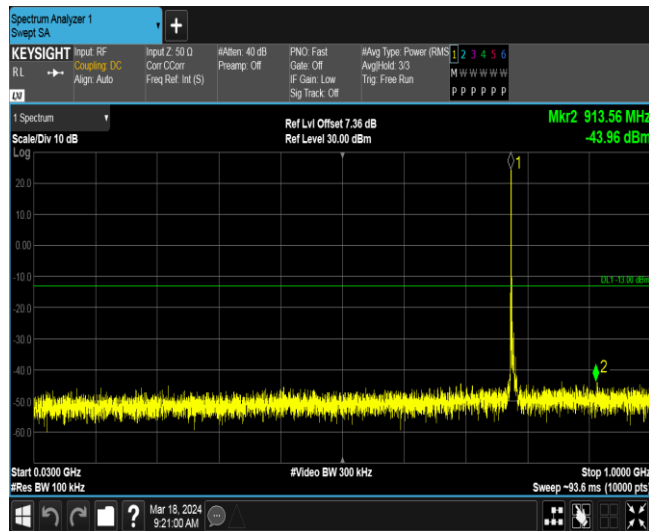 Spectrum Analyzer 1
Swept SA
KEYSIGHT
RL
LXI
Input: RF
Coupling: DC
Align: Auto
Input Z: 50 Ω
Corr CCorr
Freq Ref: Int (S)
#Atten: 40 dB
Preamp: Off
PNO: Fast
Gate: Off
IF Gain: Low
Sig Track: Off
#Avg Type: Power (RMS
Avg|Hold: 3/3
Trig: Free Run
1 2 3 4 5 6
M W W W W W
P P P P P P
1 Spectrum
Scale/Div 10 dB
Log
Ref Lvl Offset 7.36 dB
Ref Level 30.00 dBm
Mkr2 913.56 MHz
-43.96 dBm
1
20.0
10.0
0.00
-10.0
DL1 -13.00 dBm
-20.0
-30.0
-40.0
2
-50.0
-60.0
Start 0.0300 GHz
#Res BW 100 kHz
#Video BW 300 kHz
Stop 1.0000 GHz
Sweep ~93.6 ms (10000 pts)
?
Mar 18, 2024
9:21:00 AM